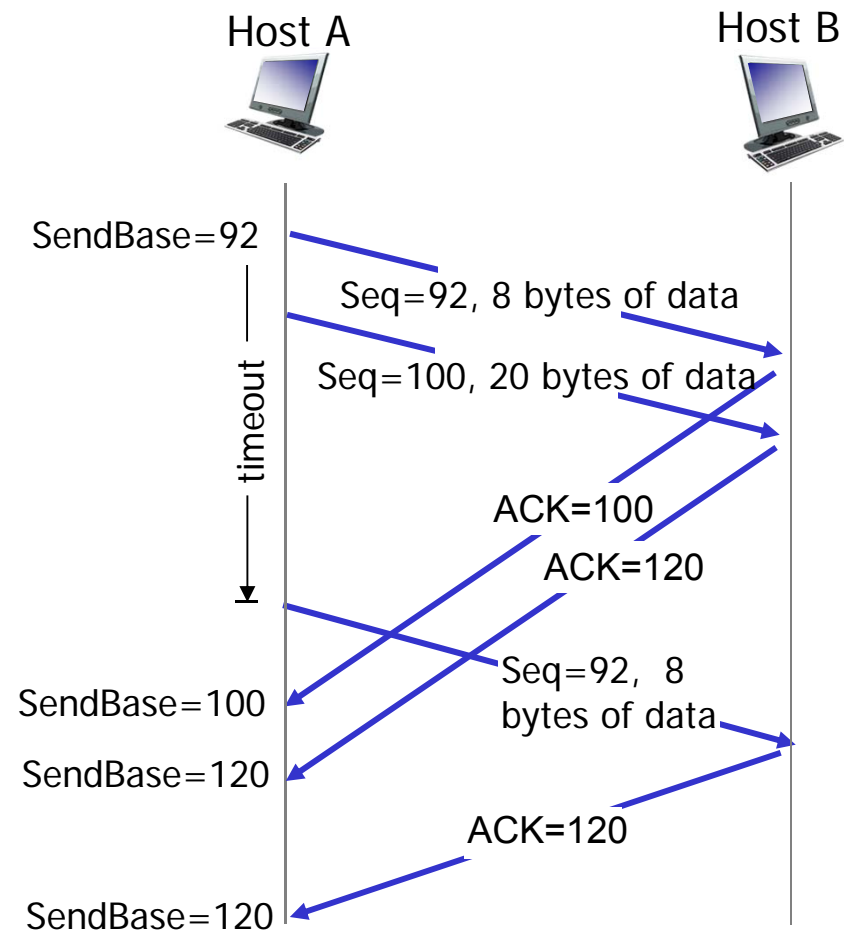 Host A
Host B
SendBase=92
Seq=92, 8 bytes of data
Seq=100, 20 bytes of data
timeout
ACK=100
ACK=120
Seq=92, 8
bytes of data
SendBase=100
SendBase=120
ACK=120
SendBase=120